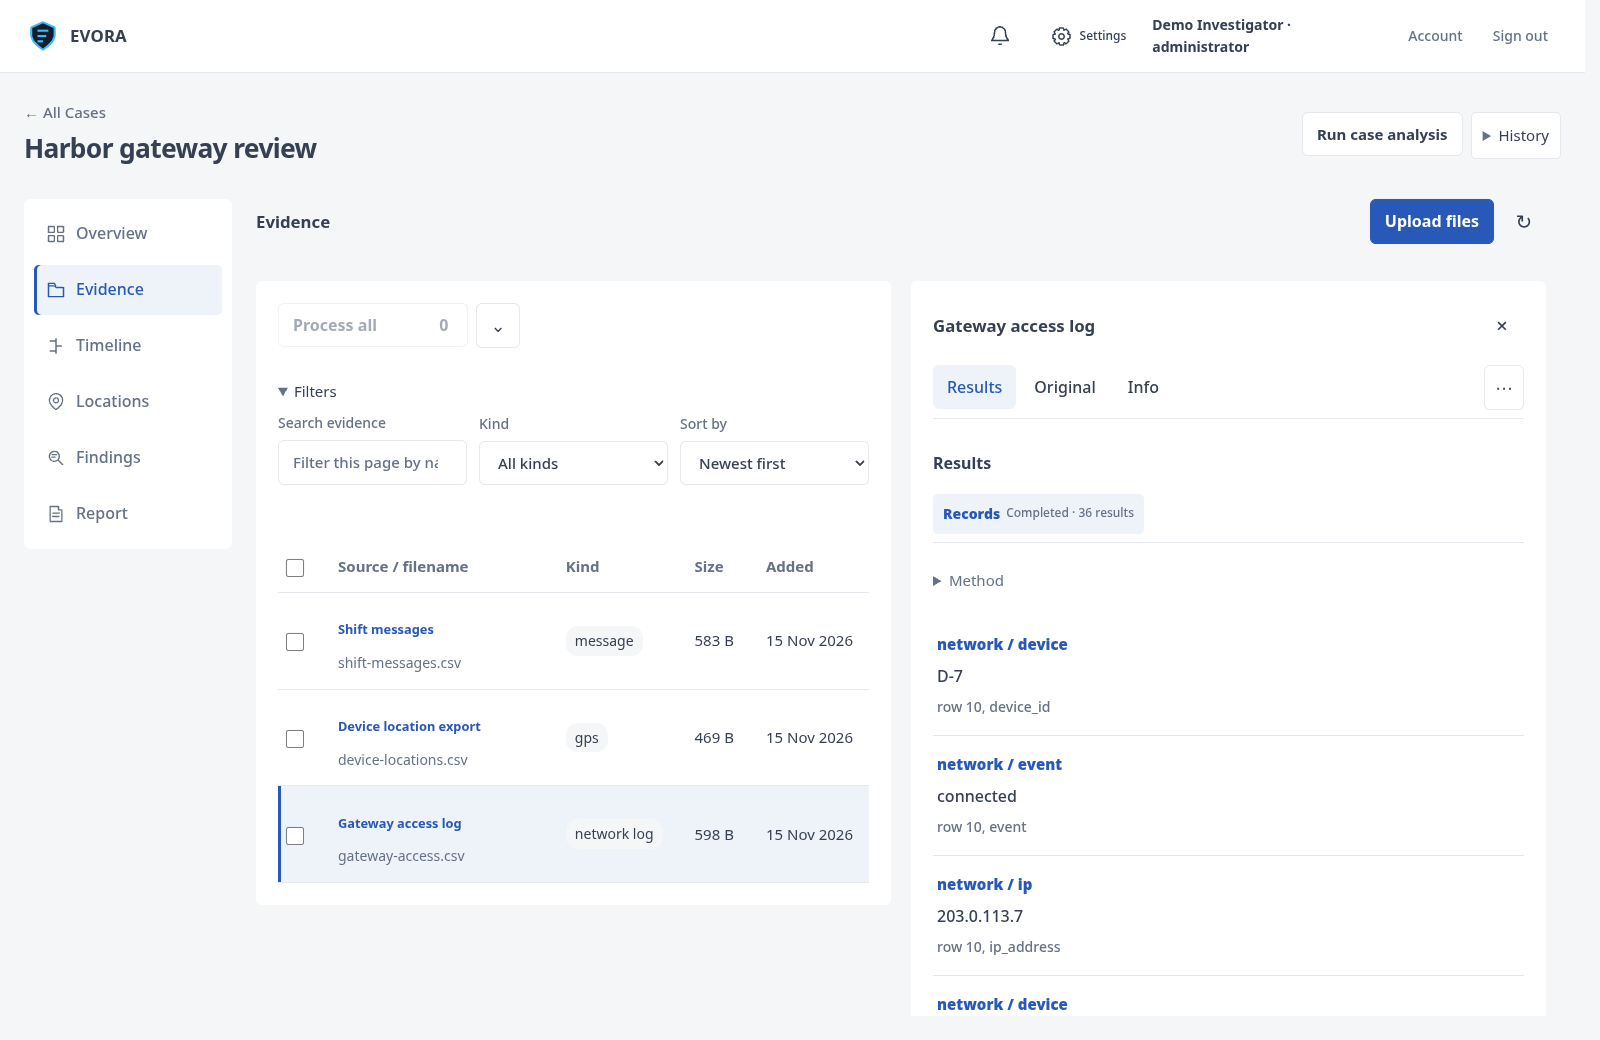 EVORA
Settings
Demo Investigator ·
administrator
Account
Sign out
← All Cases
Harbor gateway review
Run case analysis
▶ History
Overview
Evidence
Timeline
Locations
Findings
Report
Evidence
Upload files
↻
Process all 0
⌄
▼ Filters
Search evidence
Filter this page by na
Kind
All kinds
Sort by
Newest first
Source / filename Kind Size Added
Shift messages
shift-messages.csv
message 583 B 15 Nov 2026
Device location export
device-locations.csv
gps 469 B 15 Nov 2026
Gateway access log
gateway-access.csv
network log 598 B 15 Nov 2026
Gateway access log
×
Results Original Info
...
Results
Records Completed · 36 results
▶ Method
network / device
D-7
row 10, device_id
network / event
connected
row 10, event
network / ip
203.0.113.7
row 10, ip_address
network / device